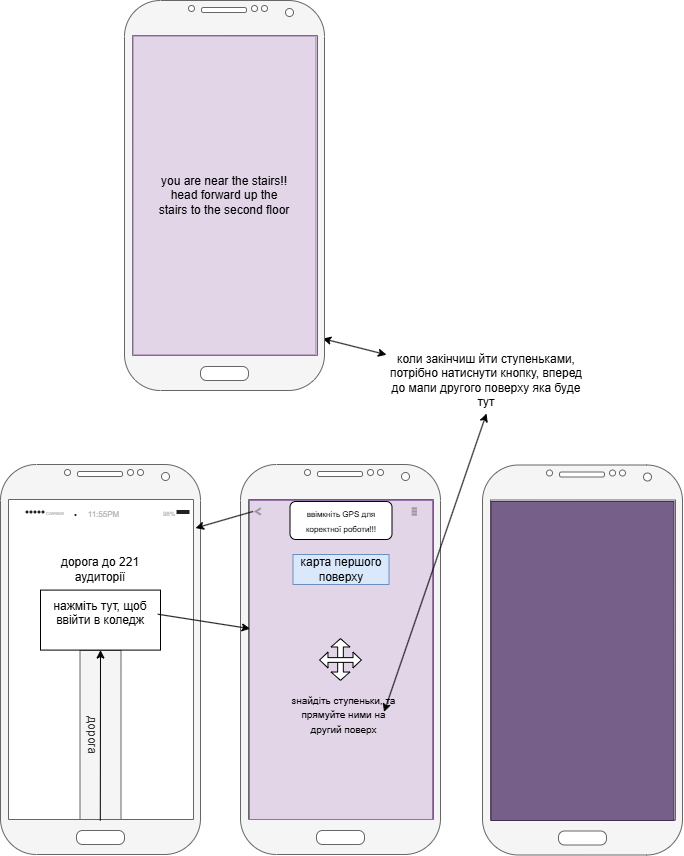 you are near the stairs!!
head forward up the
stairs to the second floor
коли закінчиш йти ступеньками,
потрібно натиснути кнопку, вперед
до мапи другого поверху яка буде
тут
11:55PM
98%
дорога до 221
аудиторії
нажміть тут, щоб
ввійти в коледж
дорога
ввімкніть GPS для
коректної роботи!!!
карта першого
поверху
знайдіть ступеньки, та
прямуйте ними на
другий поверх